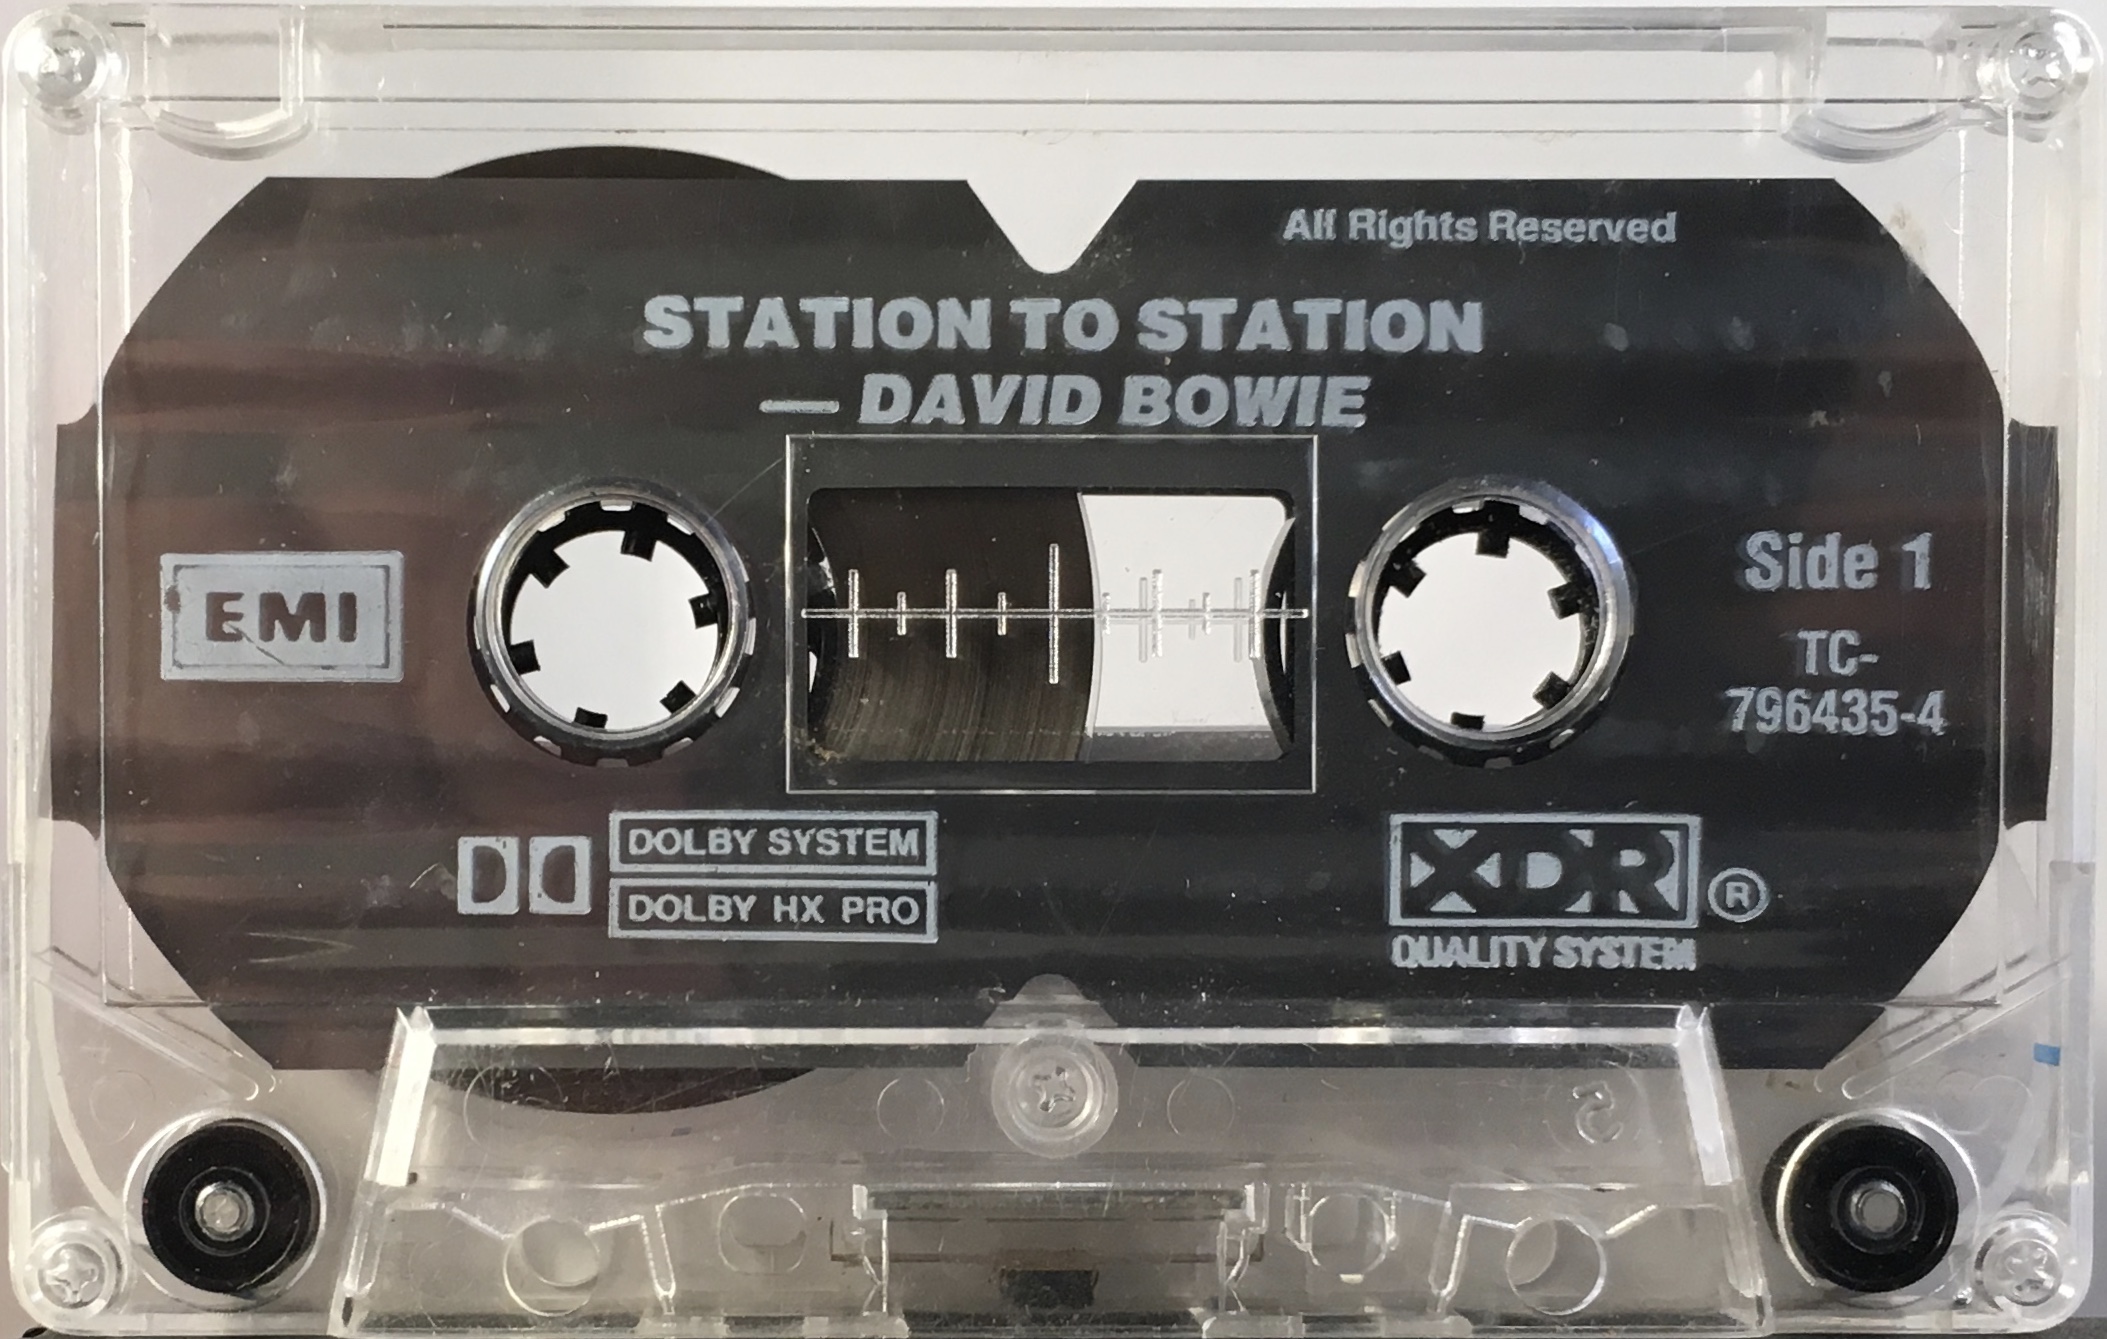 All Rights Reserved
STATION TO STATION
— DAVID BOWIE
EMI
Side 1
TC-
796435-4
DOLBY SYSTEM
DOLBY HX PRO
XDR ®
QUALITY SYSTEM
5